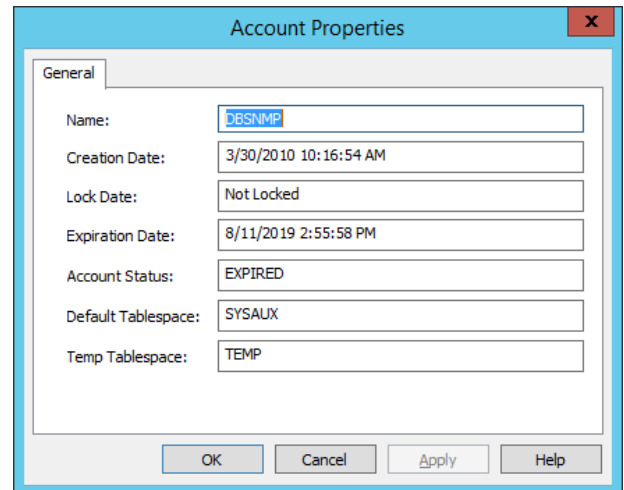 Account Properties
x
General
Name: DBSNMP
Creation Date: 3/30/2010 10:16:54 AM
Lock Date: Not Locked
Expiration Date: 8/11/2019 2:55:58 PM
Account Status: EXPIRED
Default Tablespace: SYSAUX
Temp Tablespace: TEMP
OK Cancel Apply Help